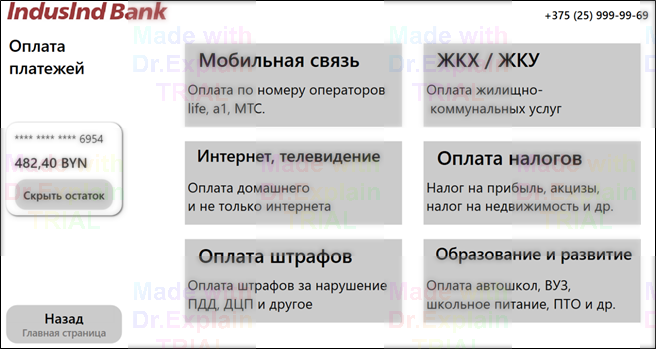 IndusInd Bank
+375 (25) 999-99-69
Оплата
платежей
**** **** **** 6954
482,40 BYN
Скрыть остаток
Мобильная связь
Оплата по номеру операторов
life, a1, МТС.
ЖКХ / ЖКУ
Оплата жилищно-
коммунальных услуг
Интернет, телевидение
Оплата домашнего
и не только интернета
Оплата налогов
Налог на прибыль, акцизы,
налог на недвижимость и др.
Оплата штрафов
Оплата штрафов за нарушение
ПДД, ДЦП и другое
Образование и развитие
Оплата автошкол, ВУЗ,
школьное питание, ПТО и др.
Назад
Главная страница
Made with
Dr.Explain
TRIAL
Made with
Dr.Explain
TRIAL
Made with
Dr.Explain
TRIAL
Made with
Dr.Explain
TRIAL
Made with
Dr.Explain
TRIAL
Made with
Dr.Explain
Made with
Dr.Explain